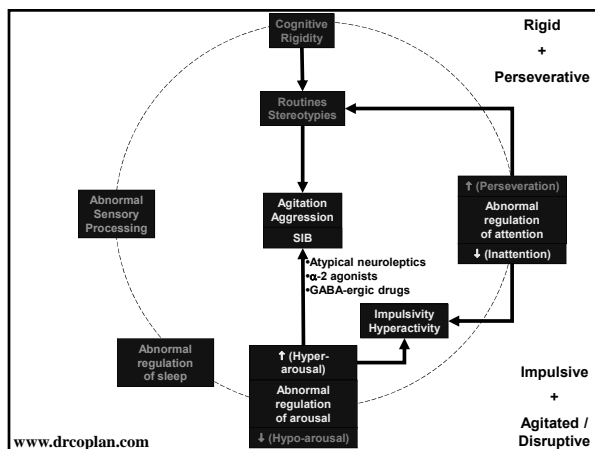 Cognitive
Rigidity
Rigid
+
Perseverative
Routines
Stereotypies
Abnormal
Sensory
Processing
Agitation
Aggression
SIB
↑ (Perseveration)
Abnormal
regulation
of attention
↓ (Inattention)
•Atypical neuroleptics
•α-2 agonists
•GABA-ergic drugs
Impulsivity
Hyperactivity
Abnormal
regulation
of sleep
↑ (Hyper-
arousal)
Abnormal
regulation
of arousal
↓ (Hypo-arousal)
Impulsive
+
Agitated /
Disruptive
www.drcoplan.com